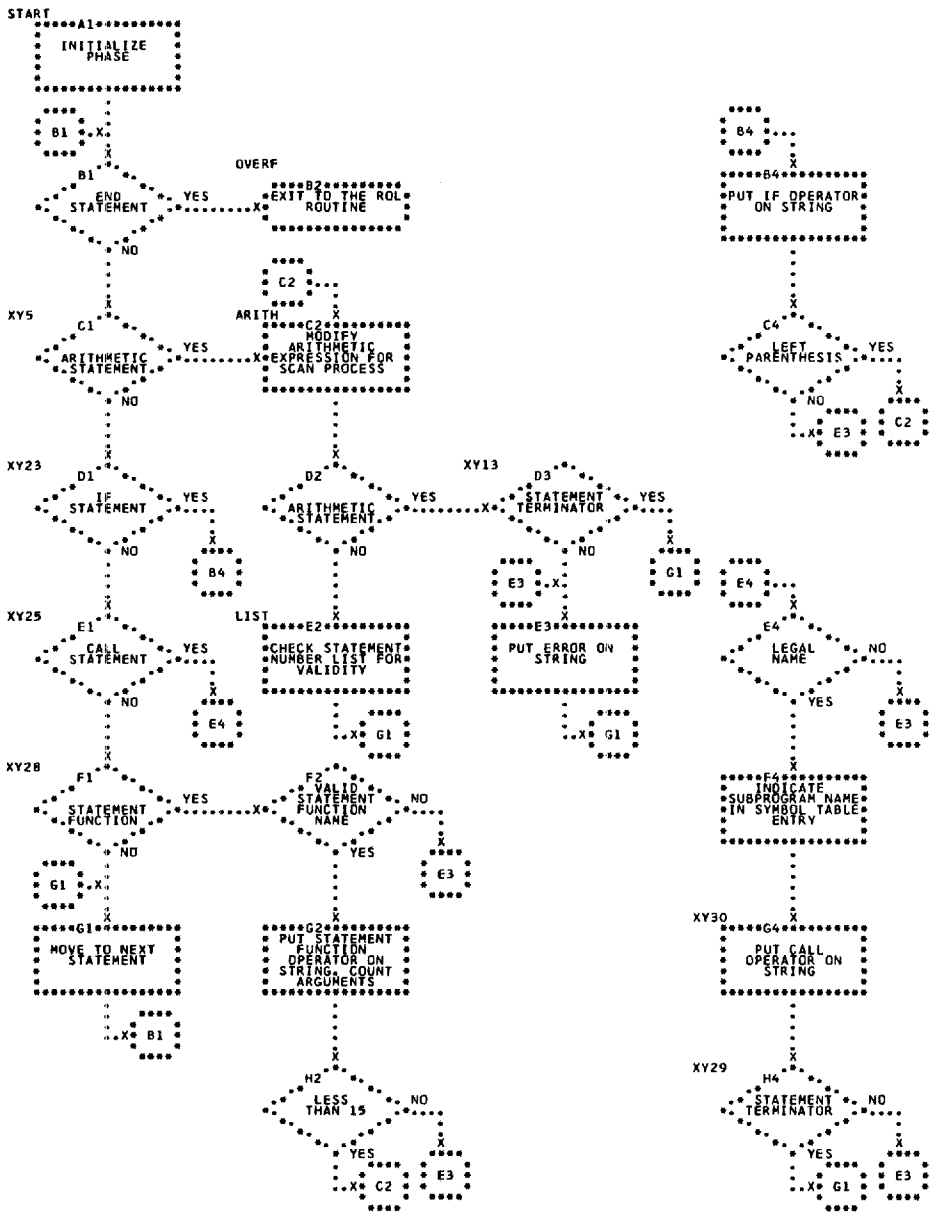 START
A1
INITIALIZE
PHASE
B1
B1
END
STATEMENT
YES
NO
OVERF
B2
EXIT TO THE ROL
ROUTINE
B4
B4
PUT IF OPERATOR
ON STRING
C2
XY5
C1
ARITHMETIC
STATEMENT
YES
NO
ARITH
C2
MODIFY
ARITHMETIC
EXPRESSION FOR
SCAN PROCESS
C4
LEFT
PARENTHESIS
YES
NO
E3
C2
XY23
D1
IF
STATEMENT
YES
NO
B4
D2
ARITHMETIC
STATEMENT
YES
NO
XY13
D3
STATEMENT
TERMINATOR
YES
NO
E3
G1
E4
XY25
E1
CALL
STATEMENT
YES
NO
E4
LIST
E2
CHECK STATEMENT
NUMBER LIST FOR
VALIDITY
G1
E3
PUT ERROR ON
STRING
G1
E4
LEGAL
NAME
NO
YES
E3
XY28
F1
STATEMENT
FUNCTION
YES
NO
F2
VALID
STATEMENT
FUNCTION
NAME
NO
YES
E3
F4
INDICATE
SUBPROGRAM NAME
IN SYMBOL TABLE
ENTRY
G1
G1
MOVE TO NEXT
STATEMENT
B1
G2
PUT STATEMENT
FUNCTION
OPERATOR ON
STRING. COUNT
ARGUMENTS
XY30
G4
PUT CALL
OPERATOR ON
STRING
H2
LESS
THAN 15
NO
YES
C2
E3
XY29
H4
STATEMENT
TERMINATOR
NO
YES
G1
E3